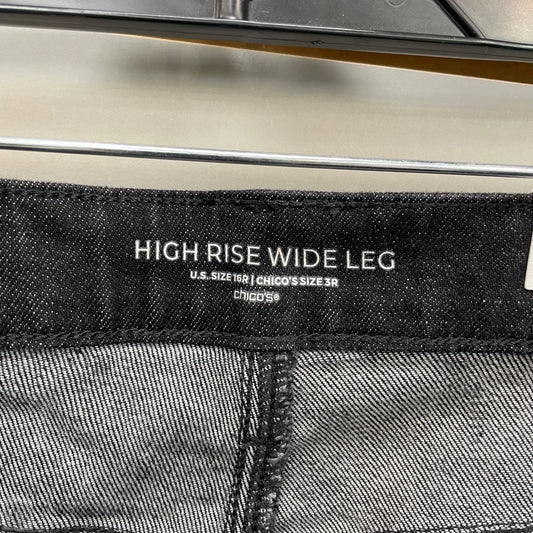 HIGH RISE WIDE LEG
U.S. SIZE 16R | CHICO'S SIZE 3R
chico's®